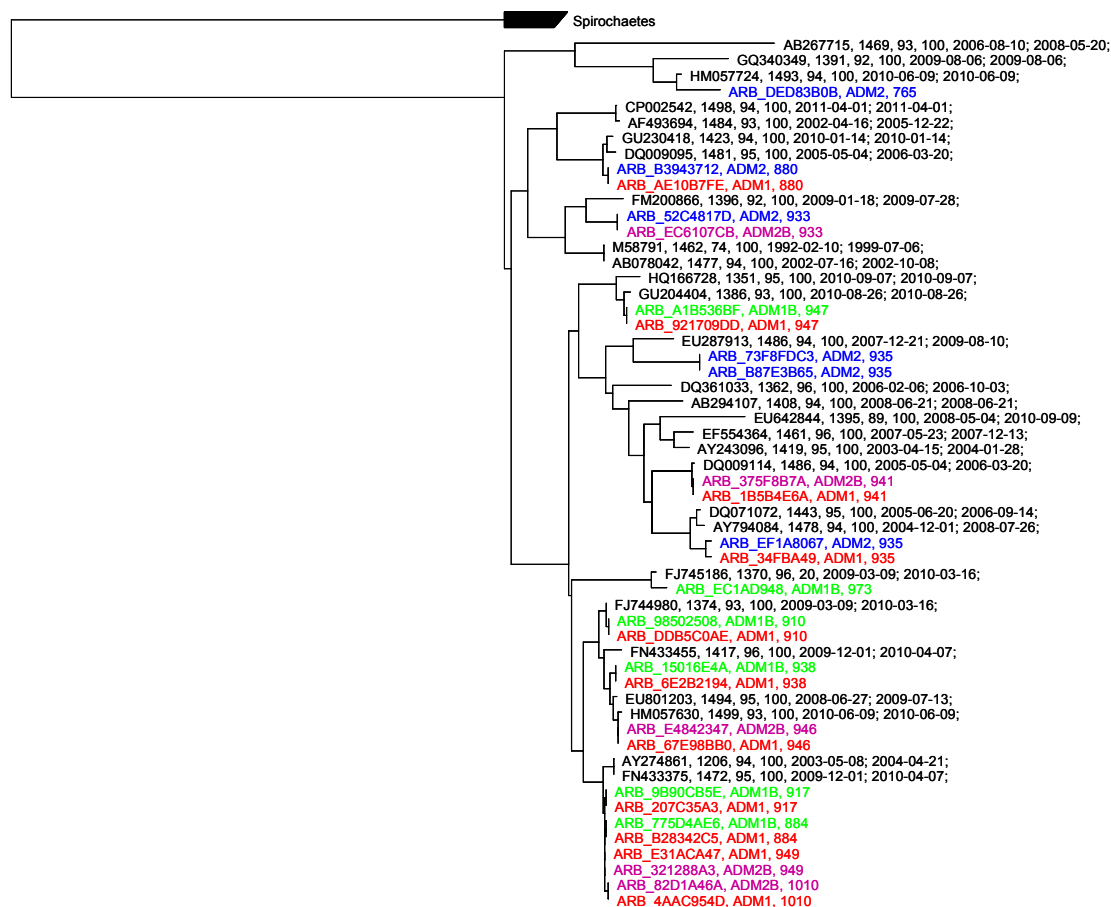 Spirochaetes
AB267715, 1469, 93, 100, 2006-08-10; 2008-05-20;
GQ340349, 1391, 92, 100, 2009-08-06; 2009-08-06;
HM057724, 1493, 94, 100, 2010-06-09; 2010-06-09;
ARB_DED83B0B, ADM2, 765
CP002542, 1498, 94, 100, 2011-04-01; 2011-04-01;
AF493694, 1484, 93, 100, 2002-04-16; 2005-12-22;
GU230418, 1423, 94, 100, 2010-01-14; 2010-01-14;
DQ009095, 1481, 95, 100, 2005-05-04; 2006-03-20;
ARB_B3943712, ADM2, 880
ARB_AE10B7FE, ADM1, 880
FM200866, 1396, 92, 100, 2009-01-18; 2009-07-28;
ARB_52C4817D, ADM2, 933
ARB_EC6107CB, ADM2B, 933
M58791, 1462, 74, 100, 1992-02-10; 1999-07-06;
AB078042, 1477, 94, 100, 2002-07-16; 2002-10-08;
HQ166728, 1351, 95, 100, 2010-09-07; 2010-09-07;
GU204404, 1386, 93, 100, 2010-08-26; 2010-08-26;
ARB_A1B536BF, ADM1B, 947
ARB_921709DD, ADM1, 947
EU287913, 1486, 94, 100, 2007-12-21; 2009-08-10;
ARB_73F8FDC3, ADM2, 935
ARB_B87E3B65, ADM2, 935
DQ361033, 1362, 96, 100, 2006-02-06; 2006-10-03;
AB294107, 1408, 94, 100, 2008-06-21; 2008-06-21;
EU642844, 1395, 89, 100, 2008-05-04; 2010-09-09;
EF554364, 1461, 96, 100, 2007-05-23; 2007-12-13;
AY243096, 1419, 95, 100, 2003-04-15; 2004-01-28;
DQ009114, 1486, 94, 100, 2005-05-04; 2006-03-20;
ARB_375F8B7A, ADM2B, 941
ARB_1B5B4E6A, ADM1, 941
DQ071072, 1443, 95, 100, 2005-06-20; 2006-09-14;
AY794084, 1478, 94, 100, 2004-12-01; 2008-07-26;
ARB_EF1A8067, ADM2, 935
ARB_34FBA49, ADM1, 935
FJ745186, 1370, 96, 20, 2009-03-09; 2010-03-16;
ARB_EC1AD948, ADM1B, 973
FJ744980, 1374, 93, 100, 2009-03-09; 2010-03-16;
ARB_98502508, ADM1B, 910
ARB_DDB5C0AE, ADM1, 910
FN433455, 1417, 96, 100, 2009-12-01; 2010-04-07;
ARB_15016E4A, ADM1B, 938
ARB_6E2B2194, ADM1, 938
EU801203, 1494, 95, 100, 2008-06-27; 2009-07-13;
HM057630, 1499, 93, 100, 2010-06-09; 2010-06-09;
ARB_E4842347, ADM2B, 946
ARB_67E98BB0, ADM1, 946
AY274861, 1206, 94, 100, 2003-05-08; 2004-04-21;
FN433375, 1472, 95, 100, 2009-12-01; 2010-04-07;
ARB_9B90CB5E, ADM1B, 917
ARB_207C35A3, ADM1, 917
ARB_775D4AE6, ADM1B, 884
ARB_B28342C5, ADM1, 884
ARB_E31ACA47, ADM1, 949
ARB_321288A3, ADM2B, 949
ARB_82D1A46A, ADM2B, 1010
ARB_4AAC954D, ADM1, 1010